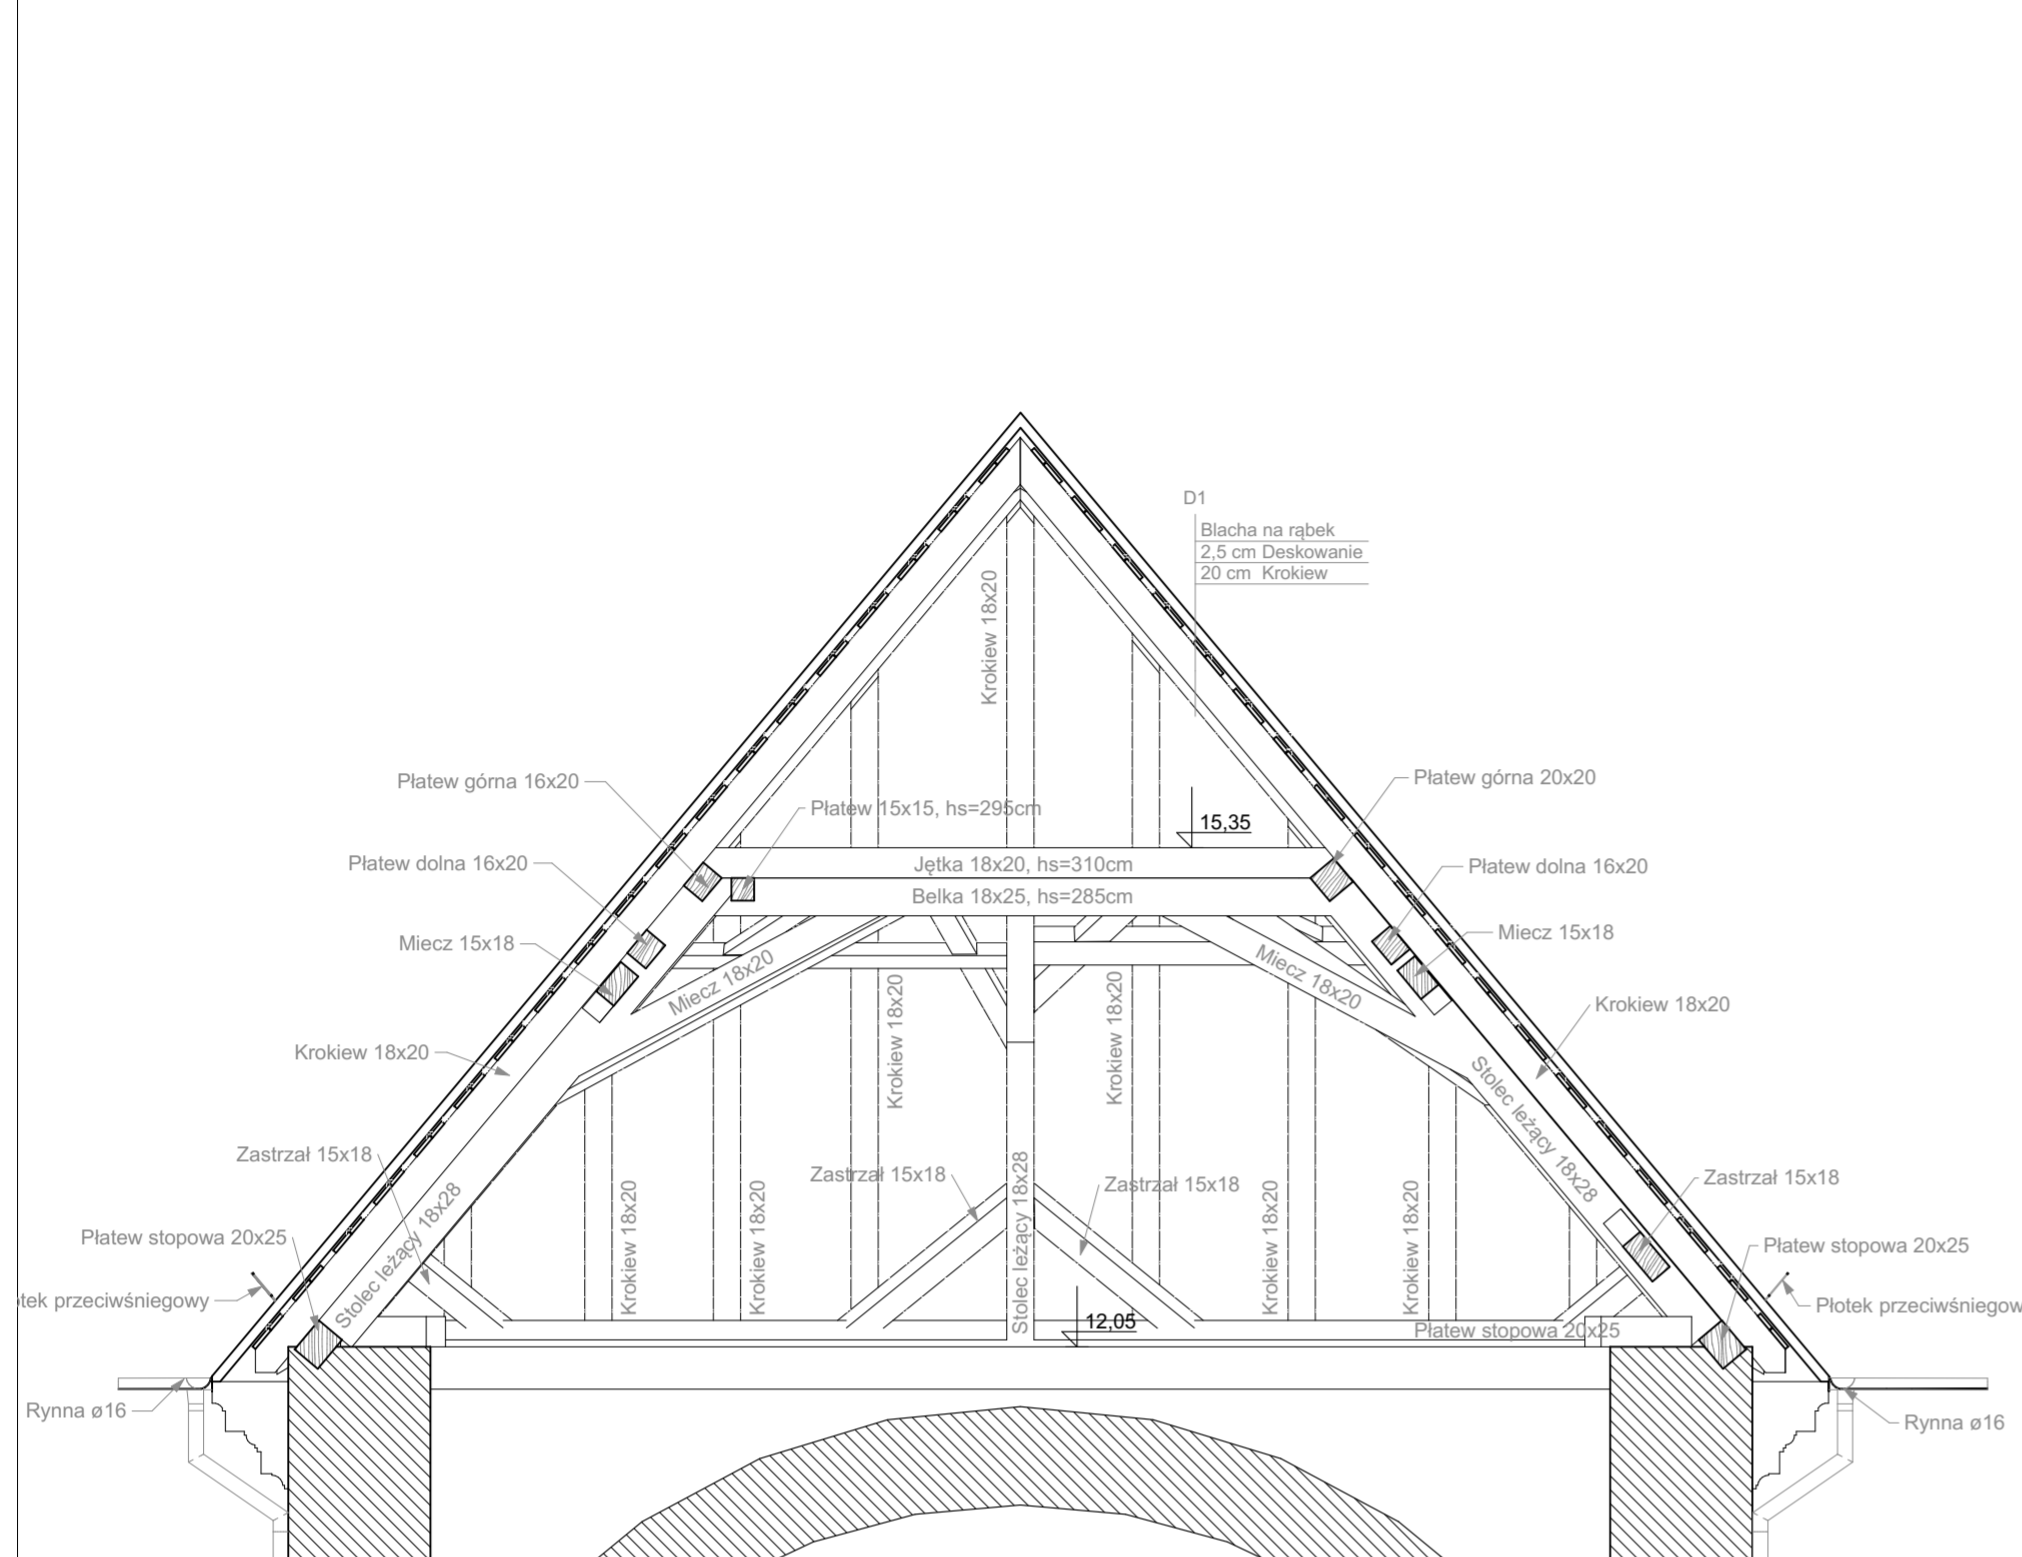 D1
Blacha na rąbek
2,5 cm Deskowanie
20 cm Krokiew
Krokiew 18x20
Płatew górna 16x20
Płatew górna 20x20
Płatew 15x15, hs=295cm
15,35
Płatew dolna 16x20
Jętka 18x20, hs=310cm
Płatew dolna 16x20
Belka 18x25, hs=285cm
Miecz 15x18
Miecz 15x18
Miecz 18x20
Miecz 18x20
Krokiew 18x20
Krokiew 18x20
Krokiew 18x20
Krokiew 18x20
Stolec leżący 18x28
Zastrzał 15x18
Zastrzał 15x18
Zastrzał 15x18
Zastrzał 15x18
Stolec leżący 18x28
Stolec leżący 18x28
Krokiew 18x20
Krokiew 18x20
Krokiew 18x20
Krokiew 18x20
Płatew stopowa 20x25
Płatew stopowa 20x25
tek przeciwśniegowy
Płotek przeciwśniegow
12,05
Płatew stopowa 20x25
Rynna ø16
Rynna ø16